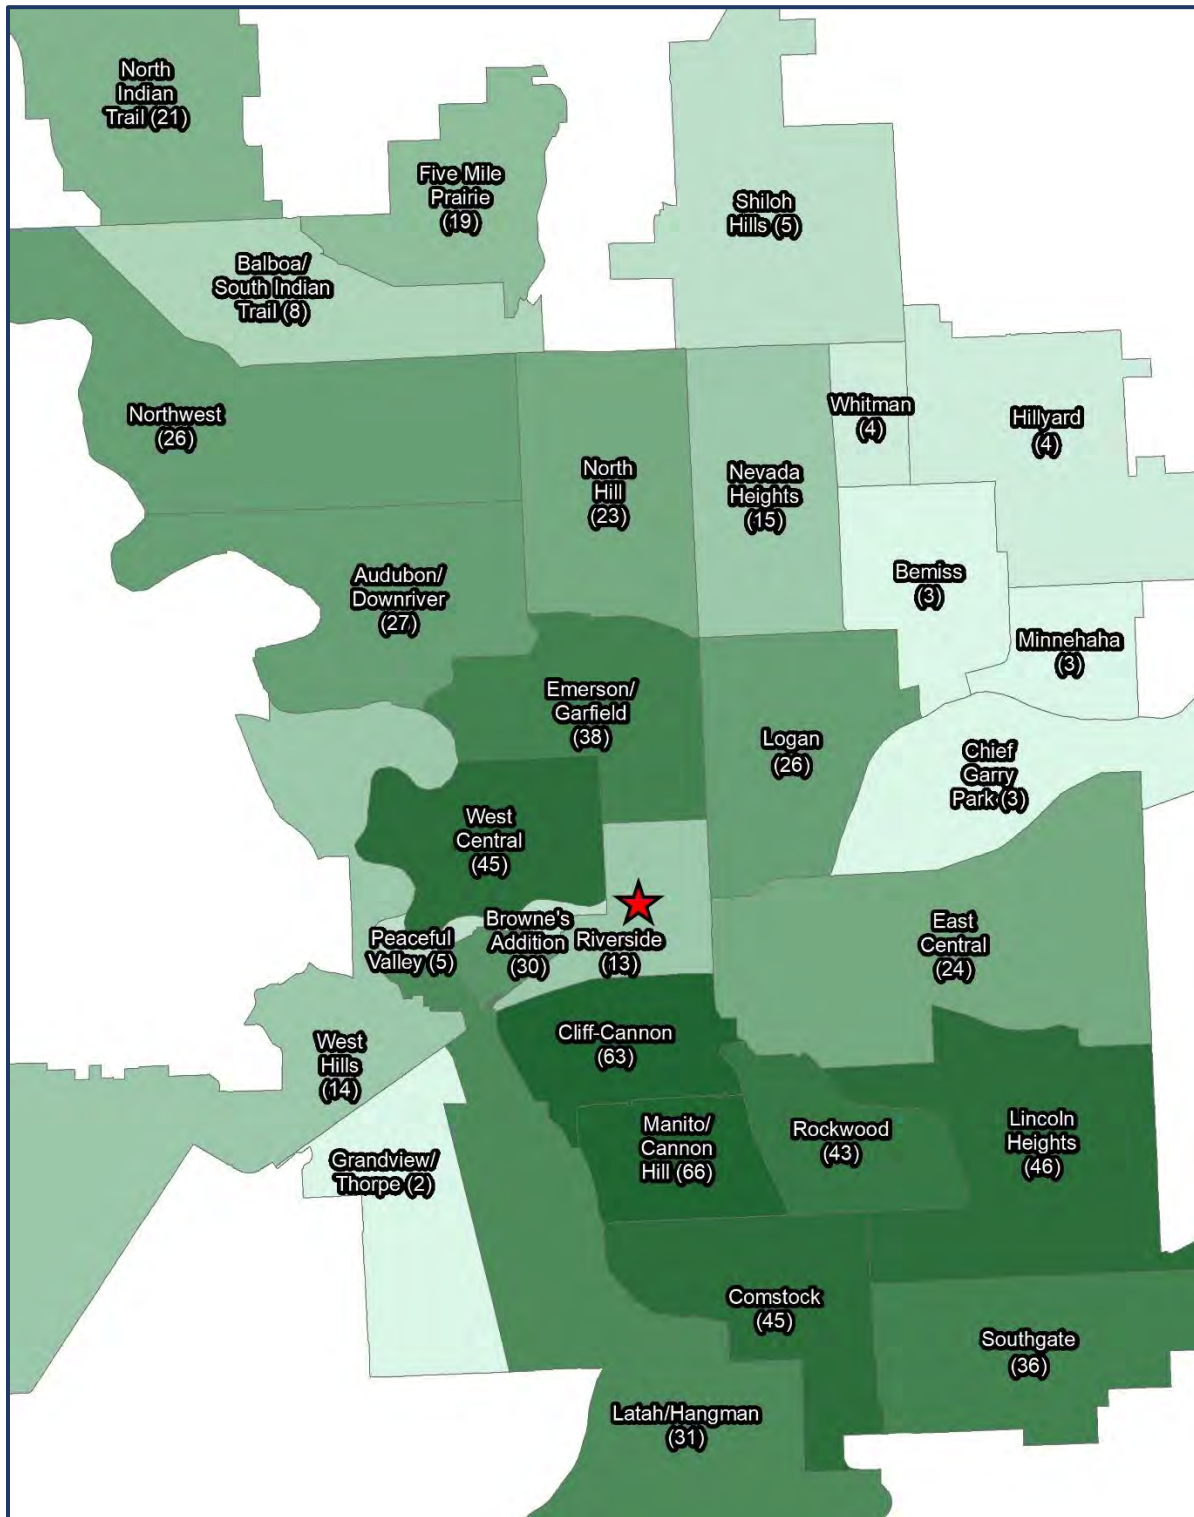 North
Indian
Trail (21)
Five Mile
Prairie
(19)
Shiloh
Hills (5)
Balboa/
South Indian
Trail (8)
Northwest
(26)
North
Hill
(23)
Nevada
Heights
(15)
Whitman
(4)
Hillyard
(4)
Audubon/
Downriver
(27)
Bemiss
(3)
Minnehaha
(3)
Emerson/
Garfield
(38)
Logan
(26)
Chief
Garry
Park (3)
West
Central
(45)
Peaceful
Valley (5)
Browne's
Addition
(30)
Riverside
(13)
East
Central
(24)
West
Hills
(14)
Cliff-Cannon
(63)
Manito/
Cannon
Hill (66)
Rockwood
(43)
Lincoln
Heights
(46)
Grandview/
Thorpe (2)
Comstock
(45)
Southgate
(36)
Latah/Hangman
(31)